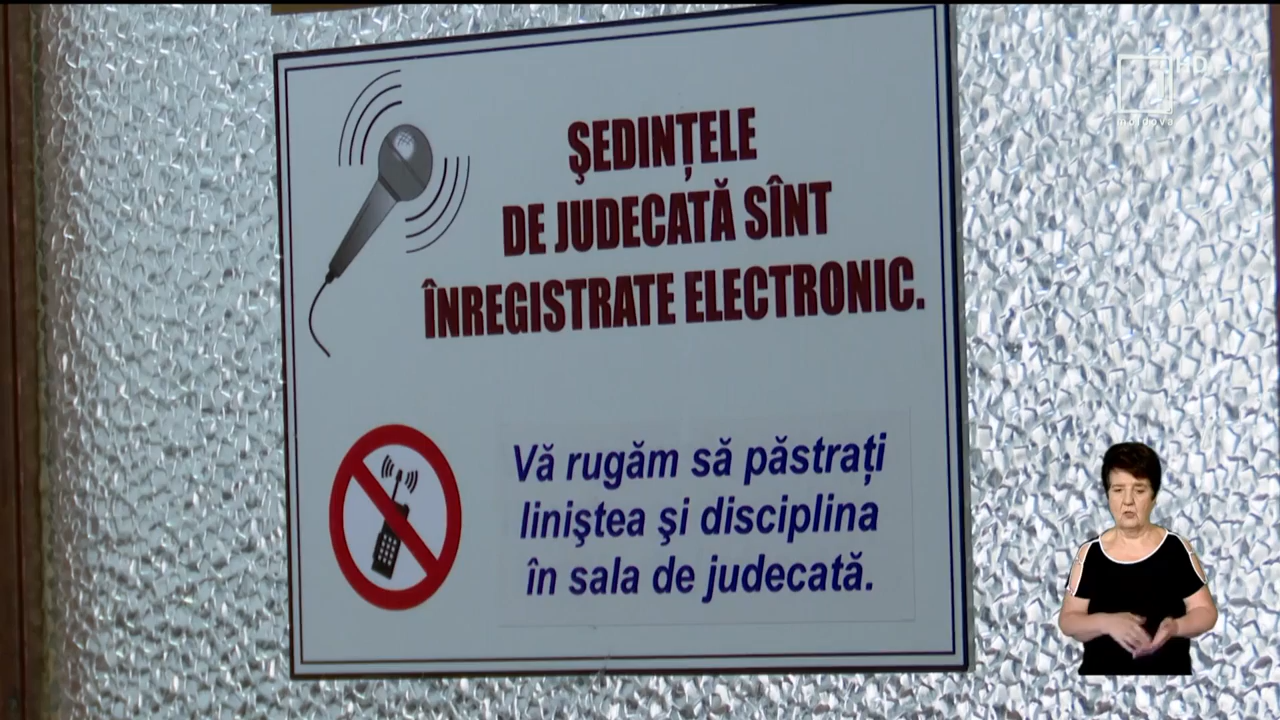 ŞEDINŢELE
DE JUDECATĂ SÎNT
ÎNREGISTRATE ELECTRONIC.
Vă rugăm să păstraţi
liniştea şi disciplina
în sala de judecată.
HD
moldova